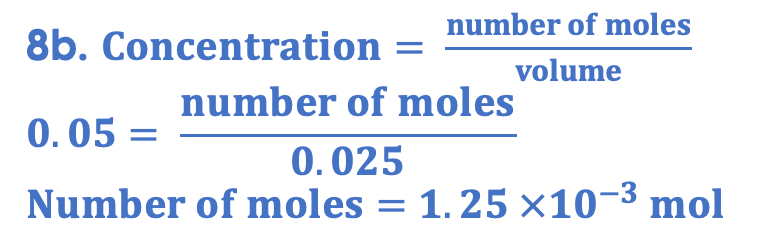 8b. Concentration = number of moles / volume
0.05 = number of moles / 0.025
Number of moles = 1.25 ×10⁻³ mol